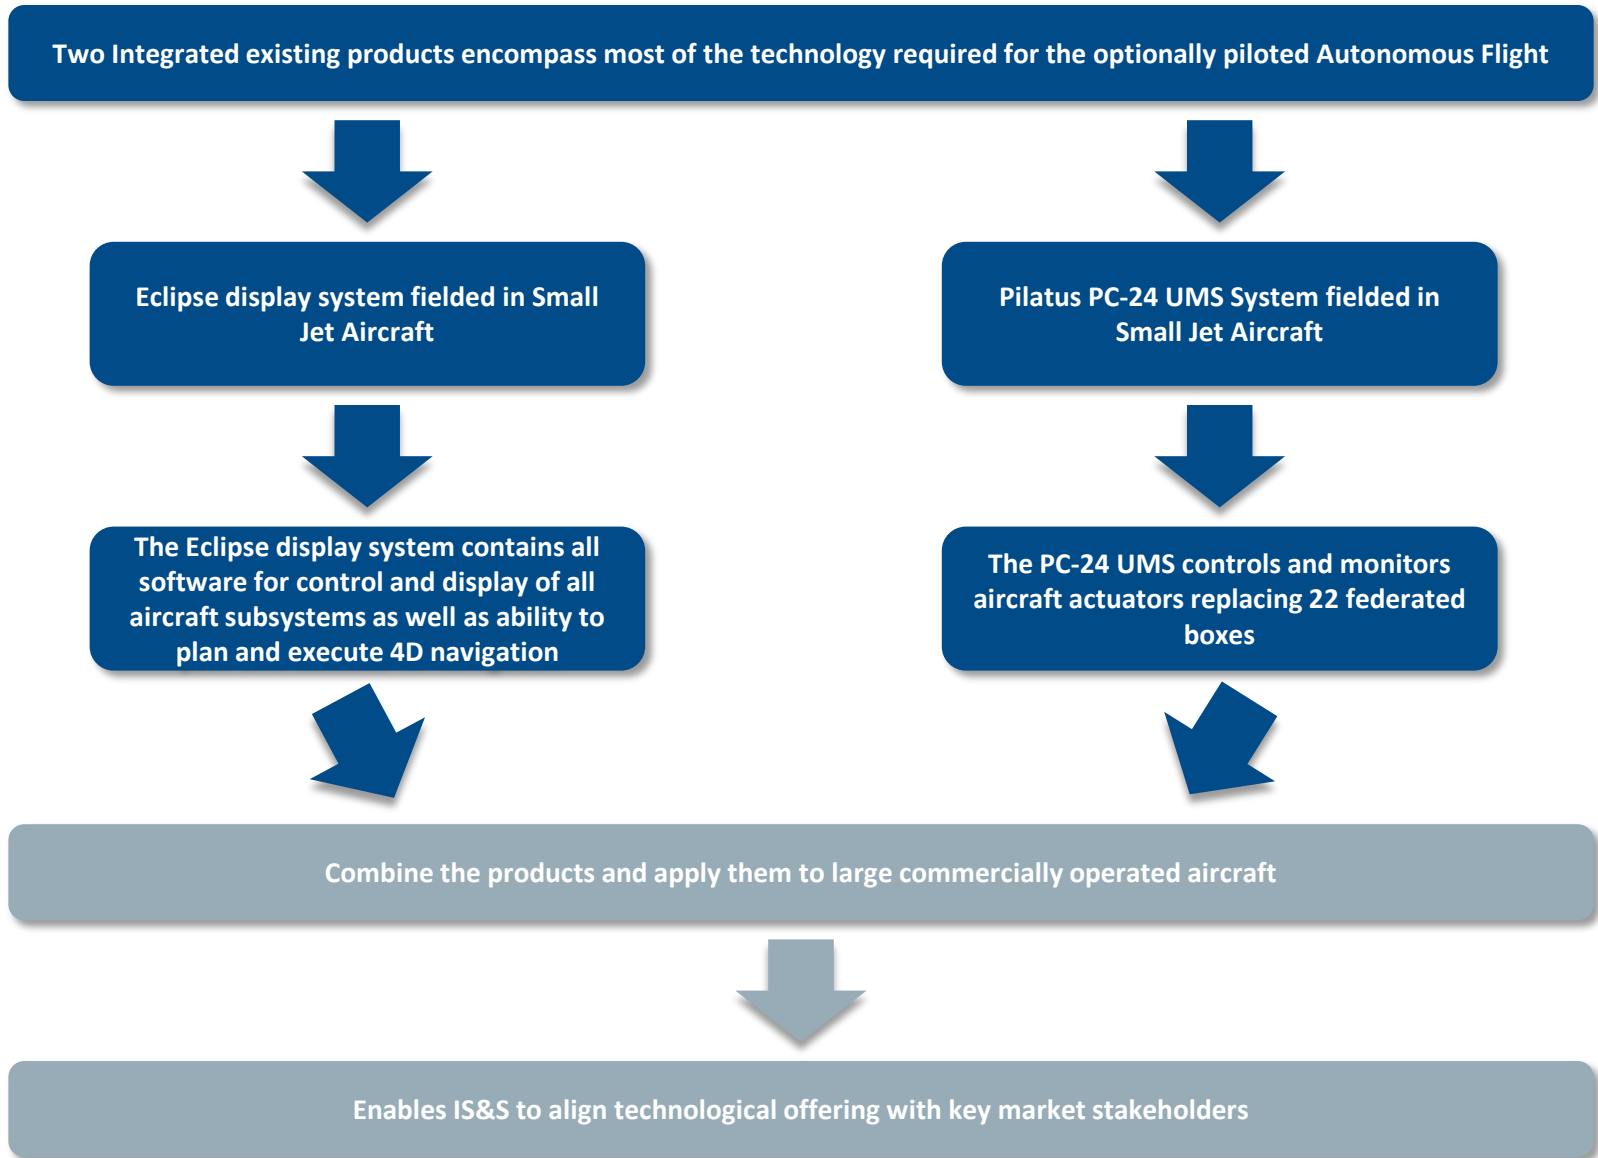 Two Integrated existing products encompass most of the technology required for the optionally piloted Autonomous Flight
Eclipse display system fielded in Small
Jet Aircraft
Pilatus PC-24 UMS System fielded in
Small Jet Aircraft
The Eclipse display system contains all
software for control and display of all
aircraft subsystems as well as ability to
plan and execute 4D navigation
The PC-24 UMS controls and monitors
aircraft actuators replacing 22 federated
boxes
Combine the products and apply them to large commercially operated aircraft
Enables IS&S to align technological offering with key market stakeholders